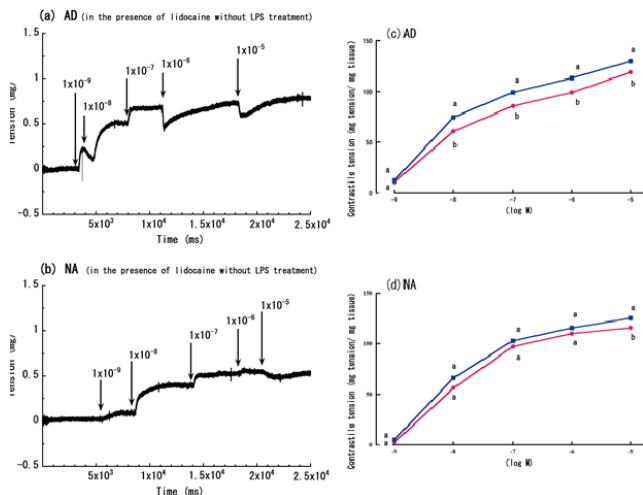 (a) AD (in the presence of lidocaine without LPS treatment)
1x10⁻⁹
1x10⁻⁸
1x10⁻⁷
1x10⁻⁶
1x10⁻⁵
1
0.5
0
-0.5
5x10³
1x10⁴
1.5x10⁴
2x10⁴
2.5x10⁴
Time (ms)
(b) NA (in the presence of lidocaine without LPS treatment)
1x10⁻⁹
1x10⁻⁸
1x10⁻⁷
1x10⁻⁶
1x10⁻⁵
1
0.5
0
-0.5
5x10³
1x10⁴
1.5x10⁴
2x10⁴
2.5x10⁴
Time (ms)
(c) AD
Contractile tension (mg tension/ mg tissue)
150
100
50
0
a
a
a
a
a
a
b
b
b
b
-9
-8
-7
-6
-5
(log M)
(d) NA
Contractile tension (mg tension/ mg tissue)
150
100
50
0
a
a
a
a
a
a
a
a
a
b
-9
-8
-7
-6
-5
(log M)